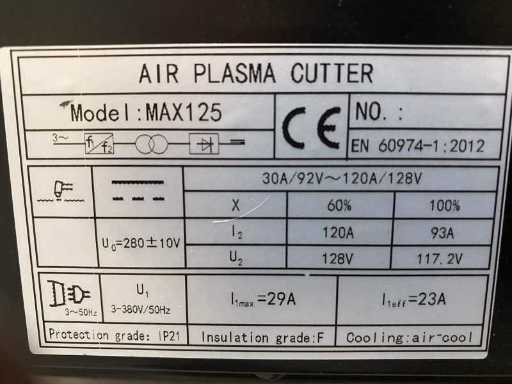 AIR PLASMA CUTTER
Model:MAX125
CE
NO. :
3~ f1/f2
EN 60974-1:2012
30A/92V~120A/128V
X 60% 100%
U₀=280±10V
I₂ 120A 93A
U₂ 128V 117.2V
3~50Hz
U₁
3-380V/50Hz
I₁max=29A
I₁eff=23A
Protection grade: IP21
Insulation grade:F
Cooling:air-cool